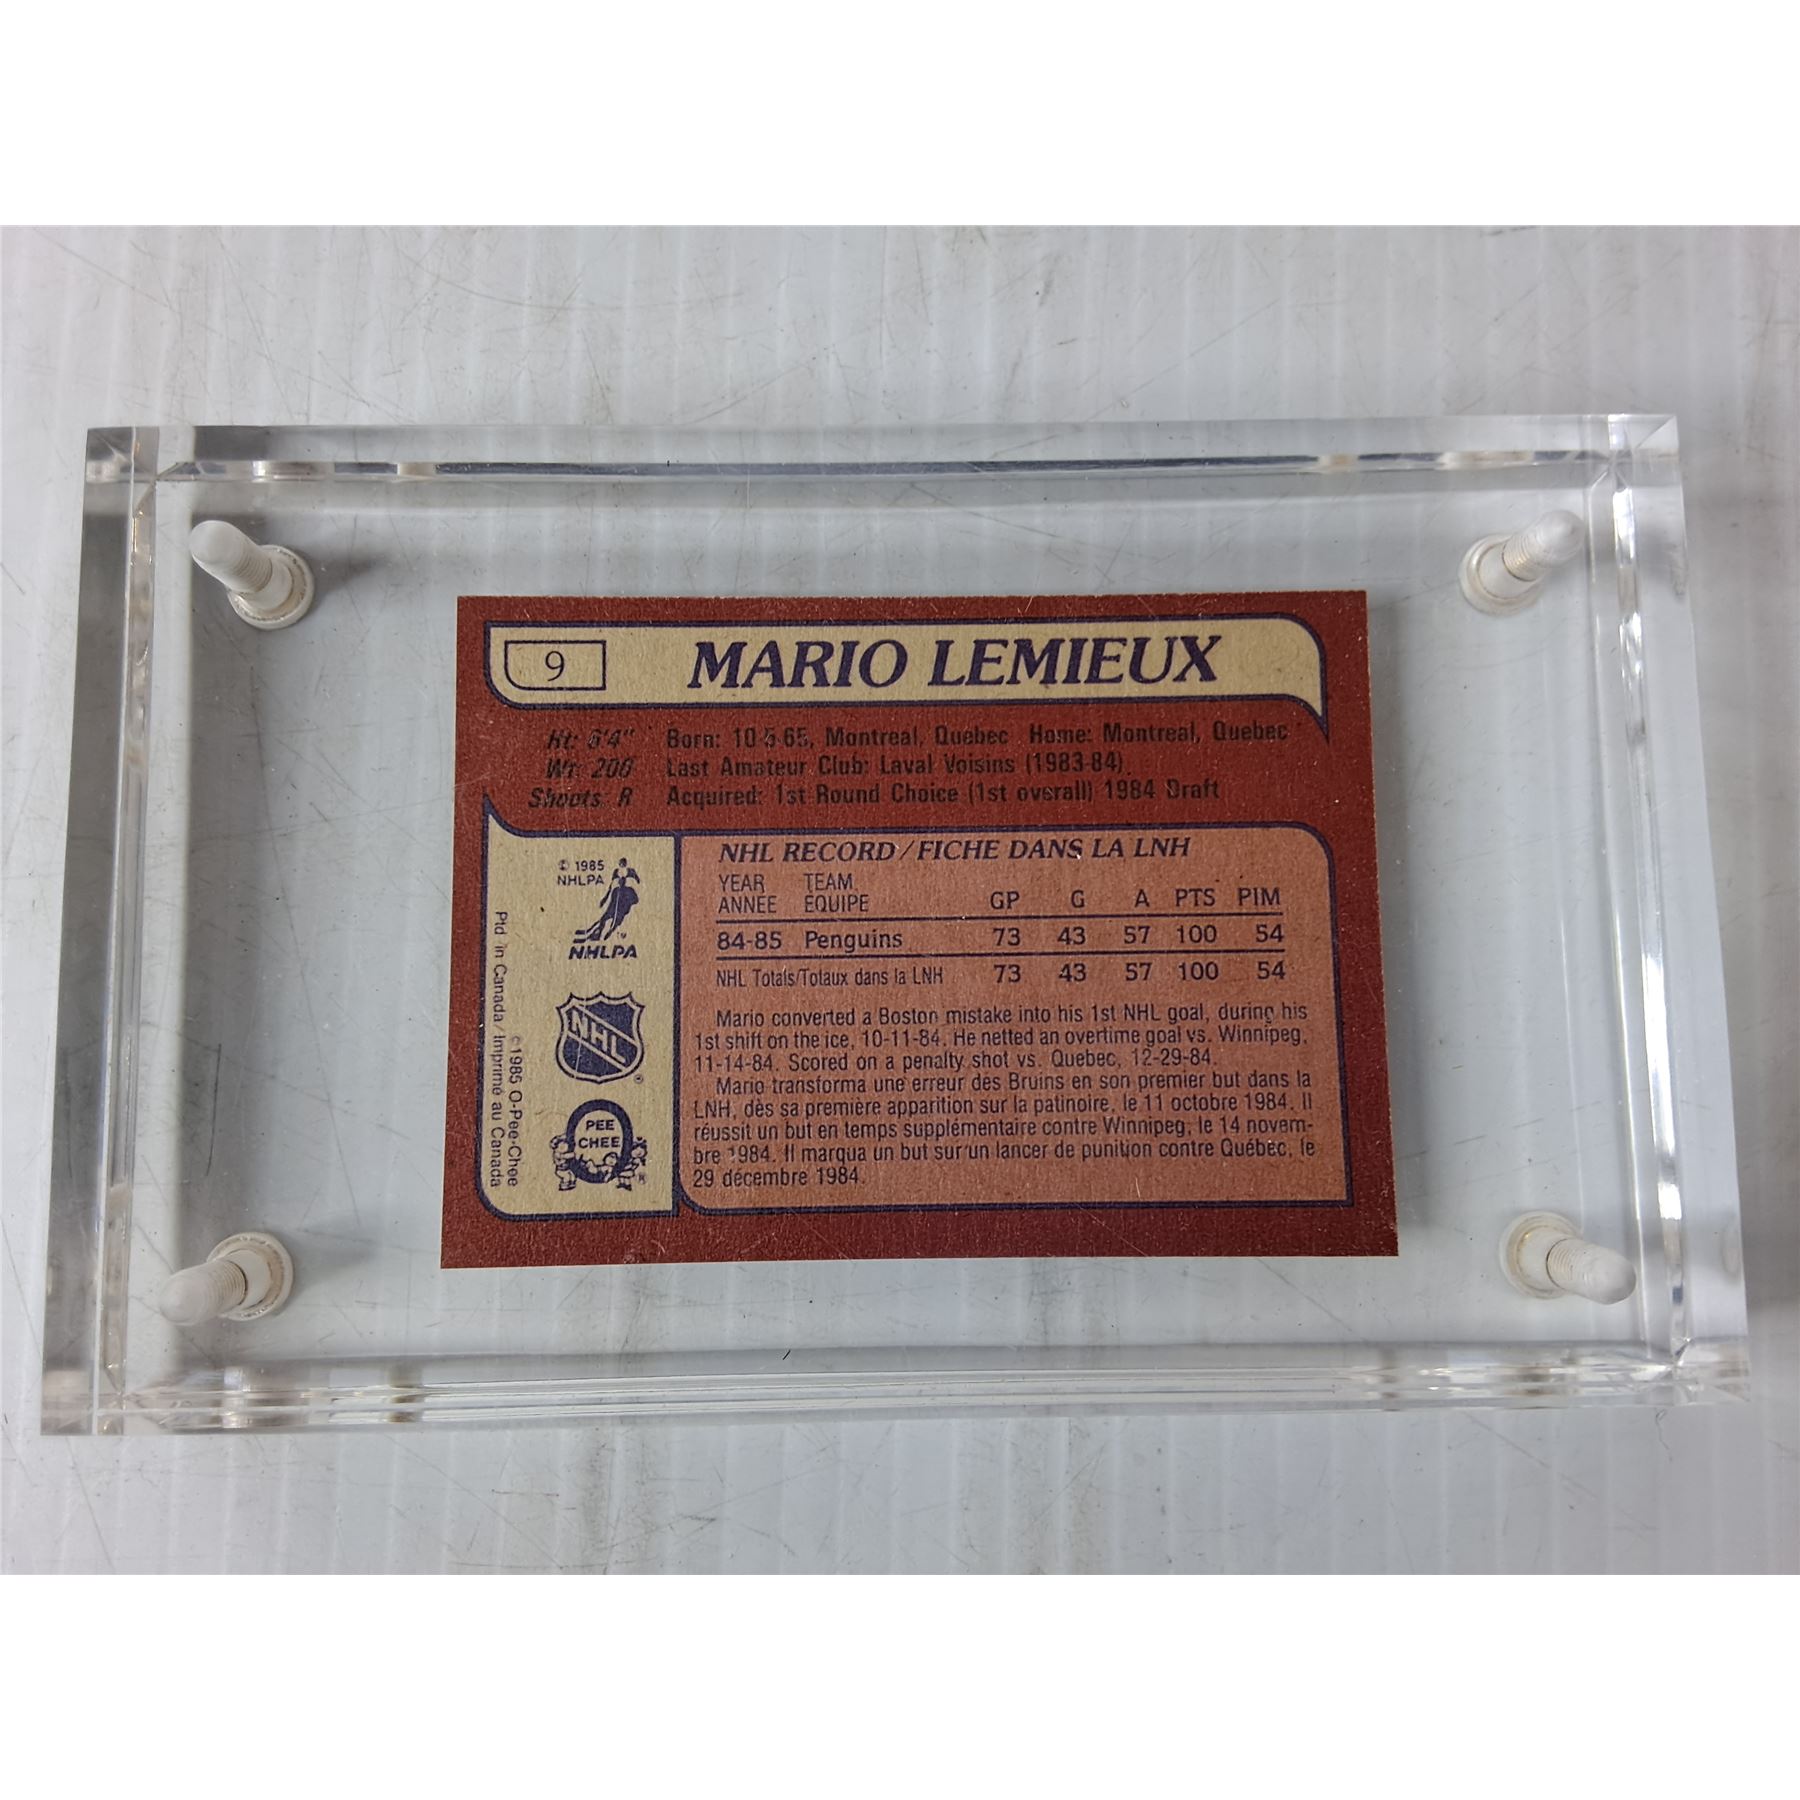 9 MARIO LEMIEUX
Ht: 6'4" Born: 10-5-65, Montreal, Quebec Home: Montreal, Quebec
Wt: 200 Last Amateur Club: Laval Voisins (1983-84)
Shoots: R Acquired: 1st Round Choice (1st overall) 1984 Draft
© 1985
NHLPA
NHLPA
NHL
PEE
CHEE
©1985 O-Pee-Chee
Ptd. in Canada/Imprimé au Canada
NHL RECORD/FICHE DANS LA LNH
YEAR TEAM
ANNÉE ÉQUIPE GP G A PTS PIM
84-85 Penguins 73 43 57 100 54
NHL Totals/Totaux dans la LNH 73 43 57 100 54
Mario converted a Boston mistake into his 1st NHL goal, during his
1st shift on the ice, 10-11-84. He netted an overtime goal vs. Winnipeg,
11-14-84. Scored on a penalty shot vs. Quebec, 12-29-84.
Mario transforma une erreur des Bruins en son premier but dans la
LNH, dès sa première apparition sur la patinoire, le 11 octobre 1984. Il
réussit un but en temps supplémentaire contre Winnipeg, le 14 novem-
bre 1984. Il marqua un but sur un lancer de punition contre Québec, le
29 décembre 1984.